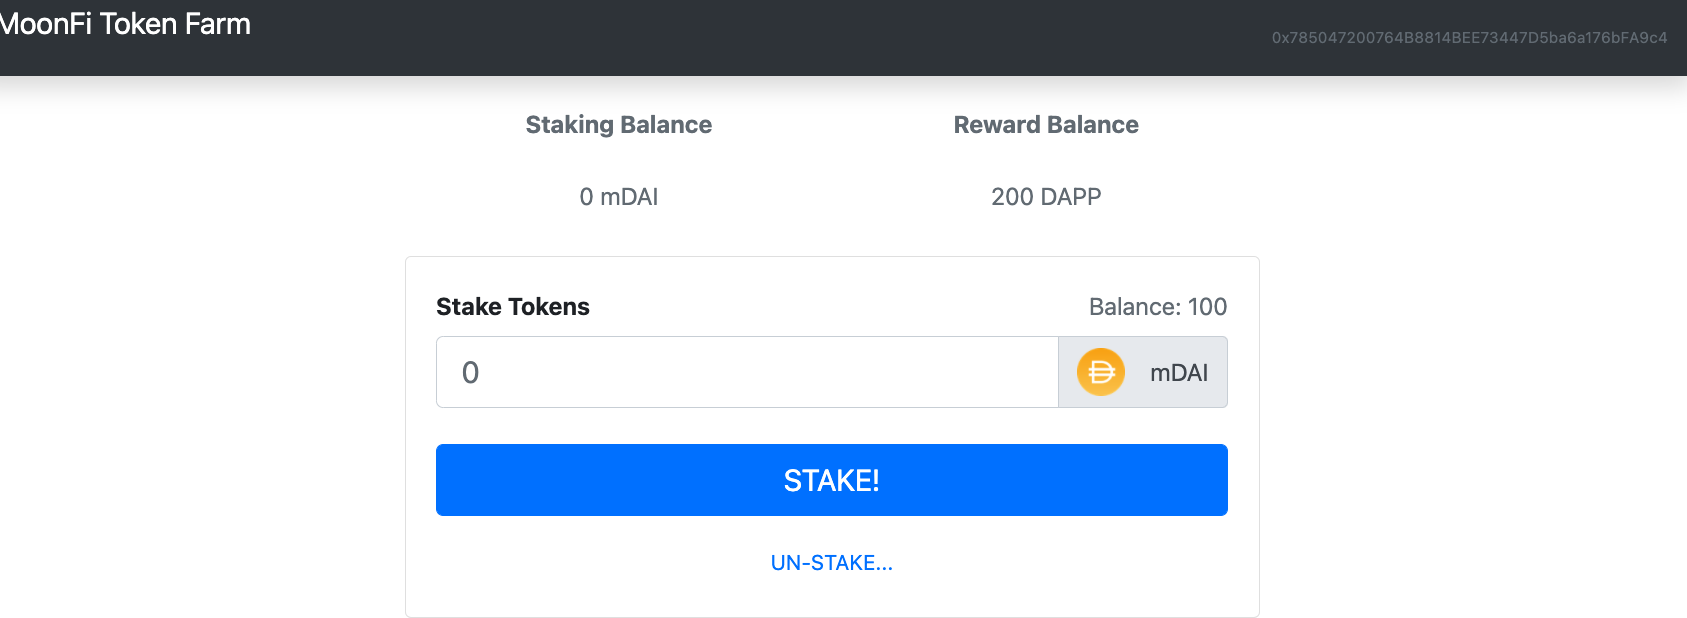 MoonFi Token Farm
0x785047200764B8814BEE73447D5ba6a176bFA9c4
Staking Balance
Reward Balance
0 mDAI
200 DAPP
Stake Tokens
Balance: 100
0
mDAI
STAKE!
UN-STAKE...